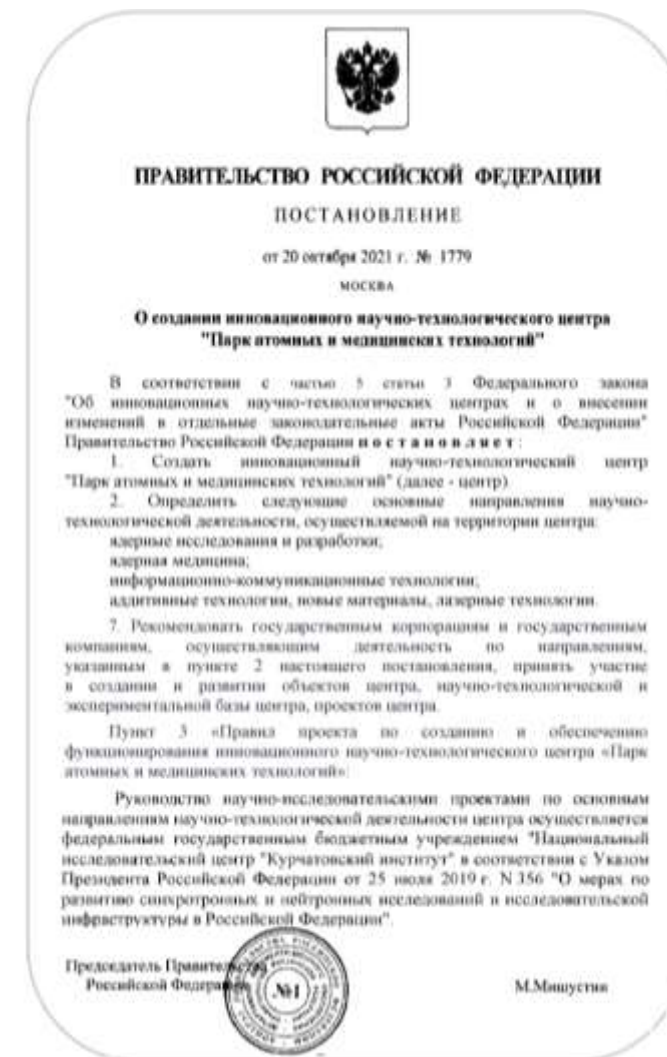 ПРАВИТЕЛЬСТВО РОССИЙСКОЙ ФЕДЕРАЦИИ
ПОСТАНОВЛЕНИЕ
от 20 октября 2021 г. № 1779
МОСКВА
О создании инновационного научно-технологического центра
"Парк атомных и медицинских технологий"
В соответствии с частью 5 статьи 3 Федерального закона
"Об инновационных научно-технологических центрах и о внесении
изменений в отдельные законодательные акты Российской Федерации"
Правительство Российской Федерации постановляет:
1. Создать инновационный научно-технологический центр
"Парк атомных и медицинских технологий" (далее - центр)
2. Определить следующие основные направления научно-
технологической деятельности, осуществляемой на территории центра:
ядерные исследования и разработки;
ядерная медицина;
информационно-коммуникационные технологии;
аддитивные технологии, новые материалы, лазерные технологии.
7. Рекомендовать государственным корпорациям и государственным
компаниям, осуществляющим деятельность по направлениям,
указанным в пункте 2 настоящего постановления, принять участие
в создании и развитии объектов центра, научно-технологической и
экспериментальной базы центра, проектов центра.
Пункт 3 «Правил проекта по созданию и обеспечению
функционирования инновационного научно-технологического центра «Парк
атомных и медицинских технологий»:
Руководство научно-исследовательскими проектами по основным
направлениям научно-технологической деятельности центра осуществляется
федеральным государственным бюджетным учреждением "Национальный
исследовательский центр "Курчатовский институт" в соответствии с Указом
Президента Российской Федерации от 25 июля 2019 г. N 356 "О мерах по
развитию синхротронных и нейтронных исследований и исследовательской
инфраструктуры в Российской Федерации".
Председатель Правительства
Российской Федерации
№1
М.Мишустин